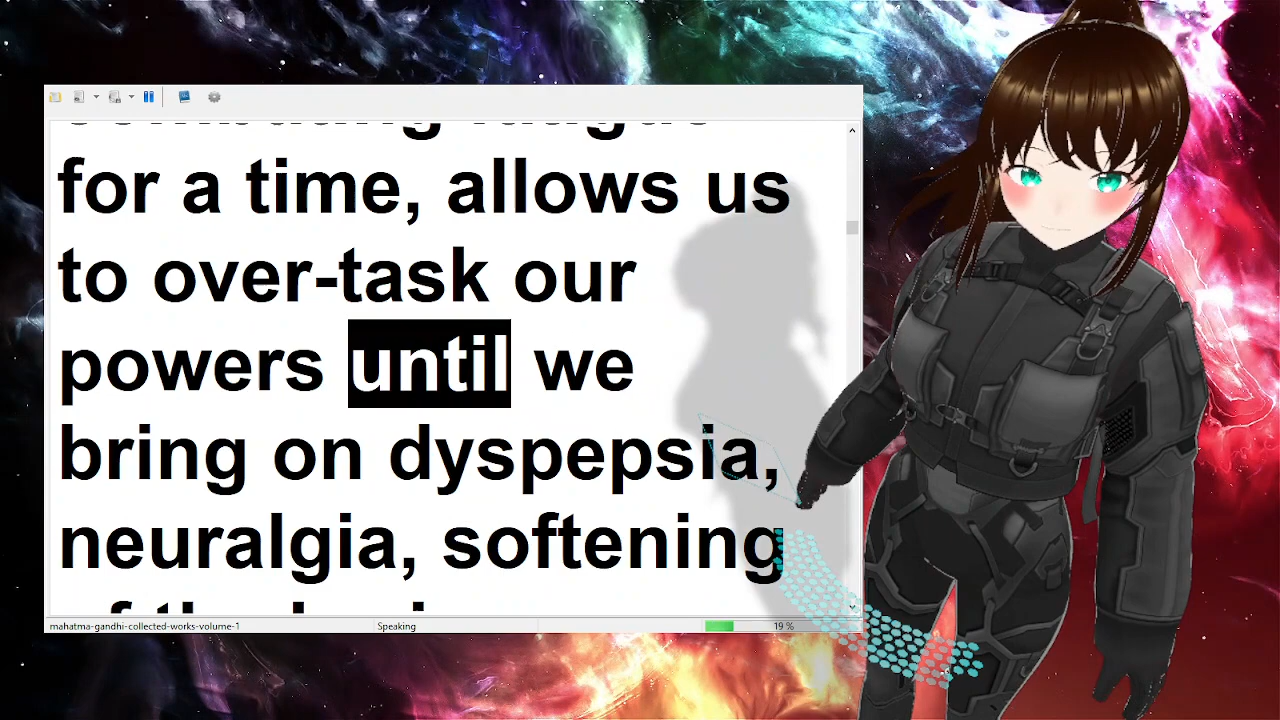 for a time, allows us
to over-task our
powers until we
bring on dyspepsia,
neuralgia, softening
mahatma-gandhi-collected-works-volume-1
Speaking
19 %